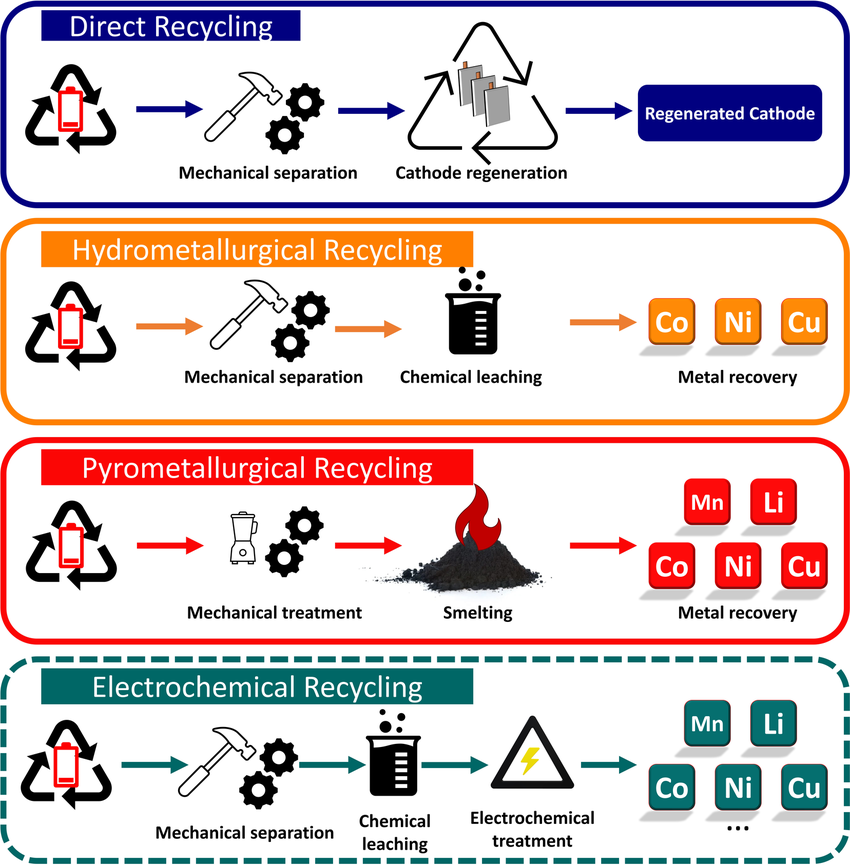 Direct Recycling
Mechanical separation
Cathode regeneration
Regenerated Cathode
Hydrometallurgical Recycling
Mechanical separation
Chemical leaching
Co Ni Cu
Metal recovery
Pyrometallurgical Recycling
Mechanical treatment
Smelting
Mn Li
Co Ni Cu
Metal recovery
Electrochemical Recycling
Mechanical separation
Chemical
leaching
Electrochemical
treatment
Mn Li
Co Ni Cu
...